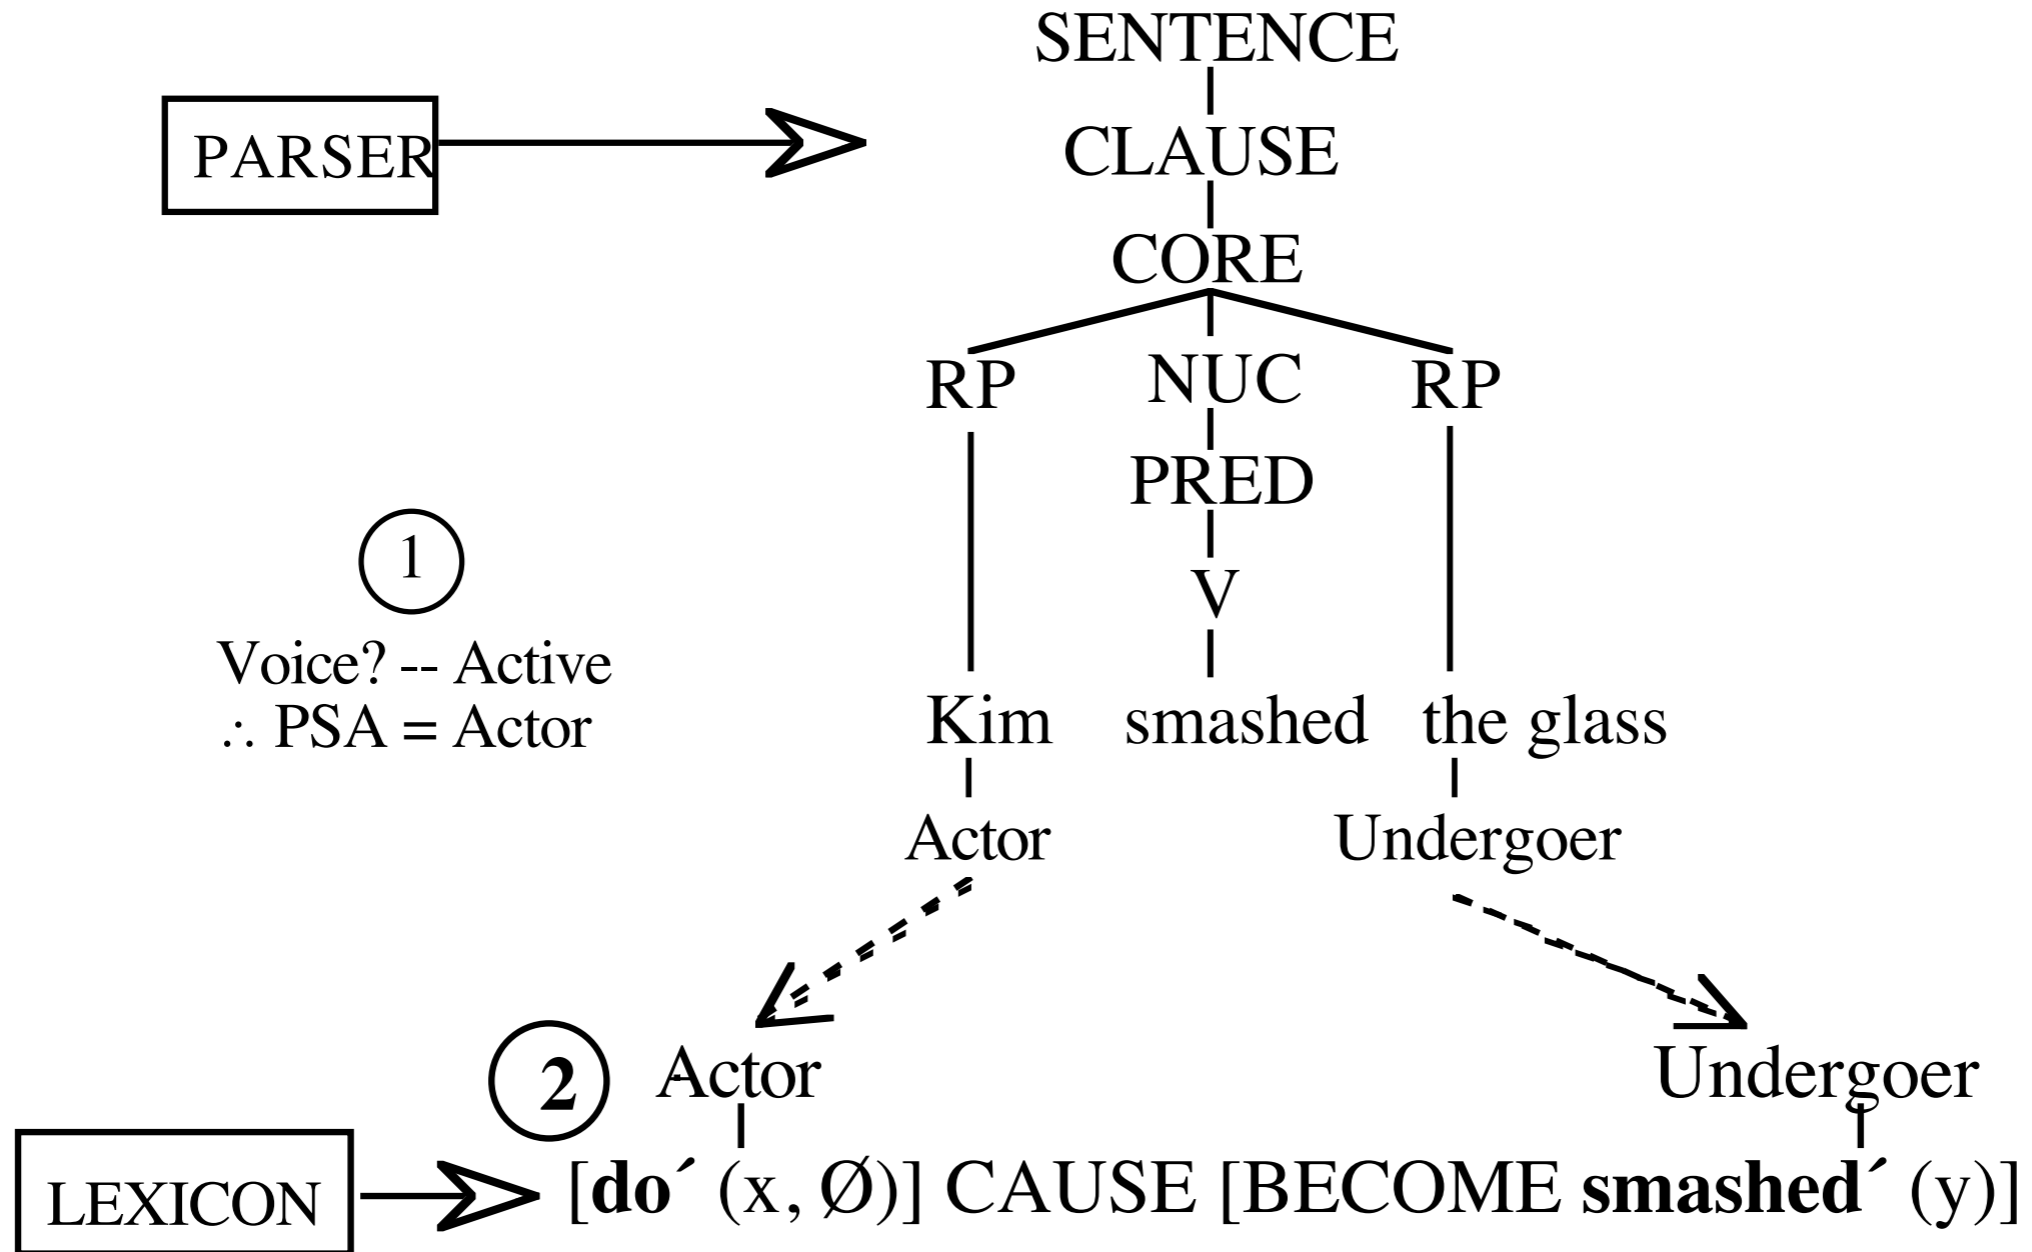 SENTENCE
PARSER
CLAUSE
CORE
RP NUC RP
PRED
1
V
Voice? -- Active
∴ PSA = Actor
Kim smashed the glass
Actor Undergoer
2
Actor Undergoer
LEXICON
[do´ (x, Ø)] CAUSE [BECOME smashed´ (y)]